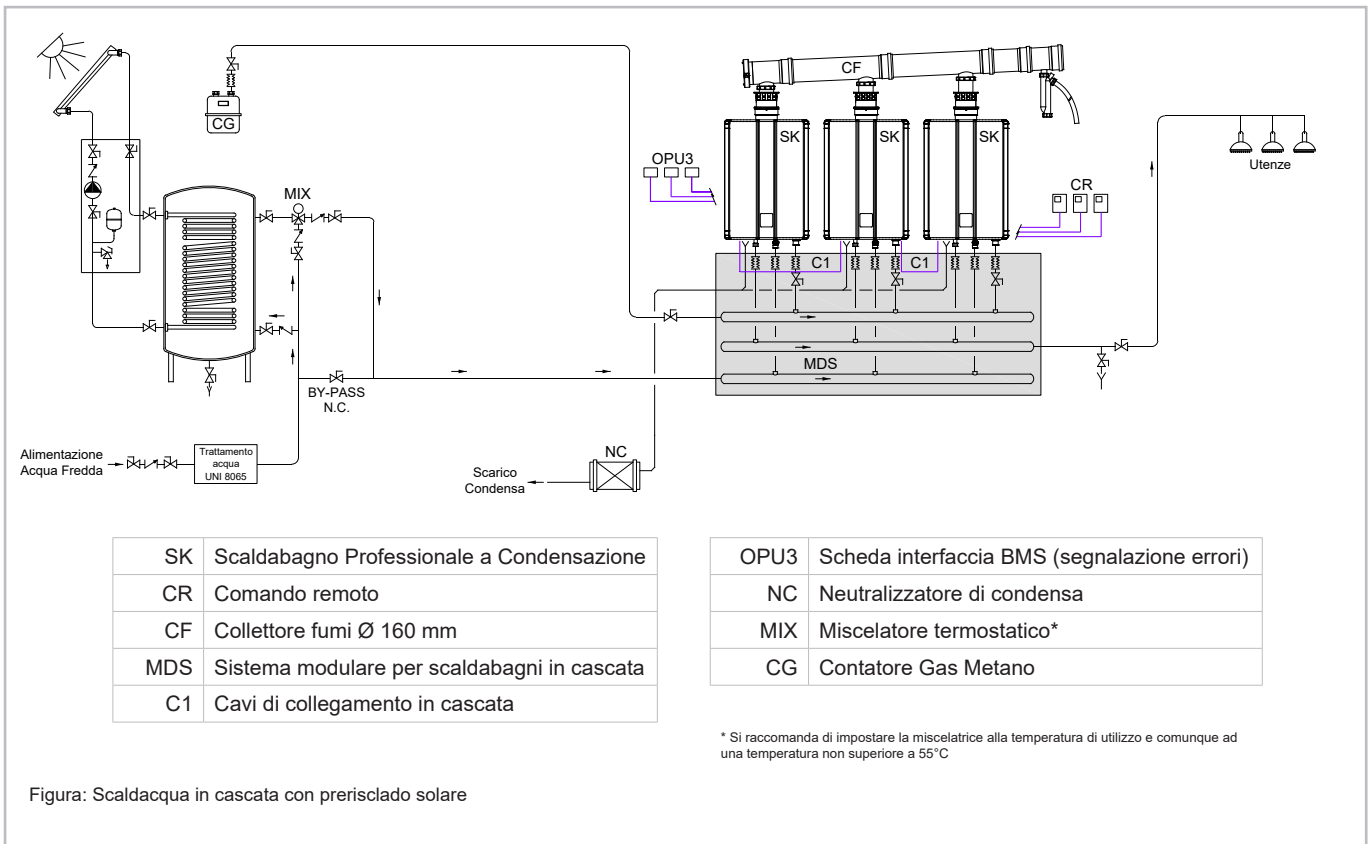 CF
CG
SK
SK
SK
OPU3
Utenze
CR
MIX
C1
C1
MDS
BY-PASS
N.C.
Alimentazione
Acqua Fredda
Trattamento
acqua
UNI 8065
NC
Scarico
Condensa
SK Scaldabagno Professionale a Condensazione
CR Comando remoto
CF Collettore fumi Ø 160 mm
MDS Sistema modulare per scaldabagni in cascata
C1 Cavi di collegamento in cascata
OPU3 Scheda interfaccia BMS (segnalazione errori)
NC Neutralizzatore di condensa
MIX Miscelatore termostatico*
CG Contatore Gas Metano
* Si raccomanda di impostare la miscelatrice alla temperatura di utilizzo e comunque ad
una temperatura non superiore a 55°C
Figura: Scaldacqua in cascata con prerisclado solare